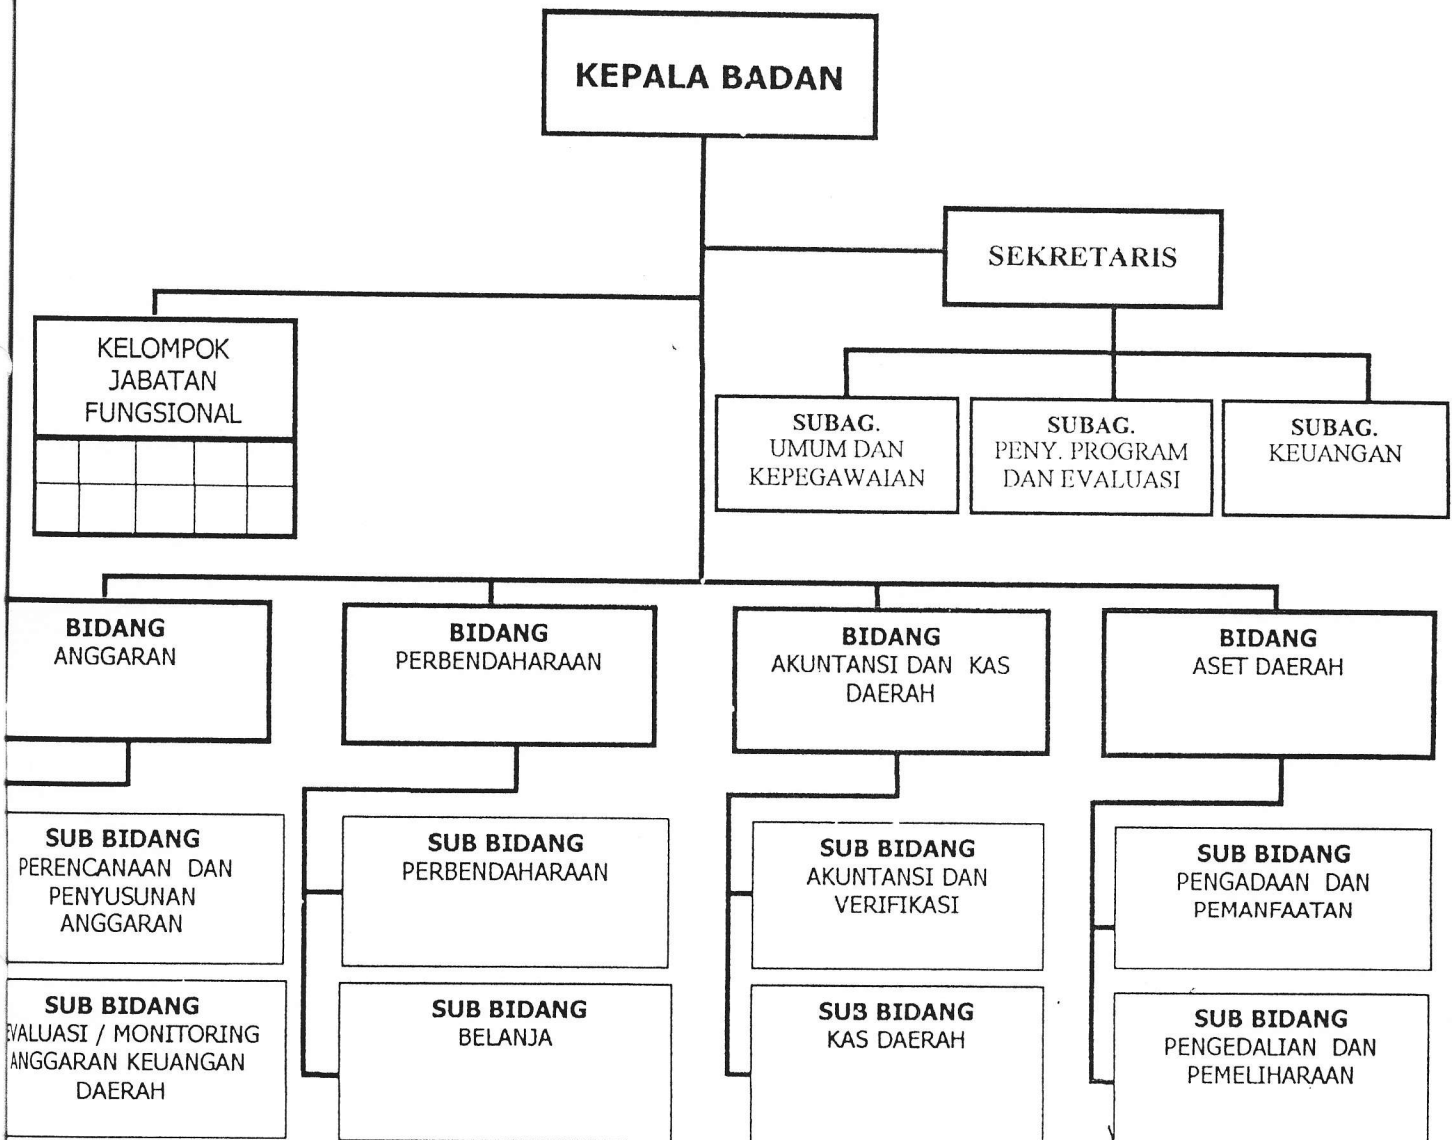 KEPALA BADAN
SEKRETARIS
KELOMPOK
JABATAN
FUNGSIONAL
SUBAG.
UMUM DAN
KEPEGAWAIAN
SUBAG.
PENY. PROGRAM
DAN EVALUASI
SUBAG.
KEUANGAN
BIDANG
ANGGARAN
BIDANG
PERBENDAHARAAN
BIDANG
AKUNTANSI DAN KAS
DAERAH
BIDANG
ASET DAERAH
SUB BIDANG
PERENCANAAN DAN
PENYUSUNAN
ANGGARAN
SUB BIDANG
PERBENDAHARAAN
SUB BIDANG
AKUNTANSI DAN
VERIFIKASI
SUB BIDANG
PENGADAAN DAN
PEMANFAATAN
SUB BIDANG
EVALUASI / MONITORING
ANGGARAN KEUANGAN
DAERAH
SUB BIDANG
BELANJA
SUB BIDANG
KAS DAERAH
SUB BIDANG
PENGEDALIAN DAN
PEMELIHARAAN